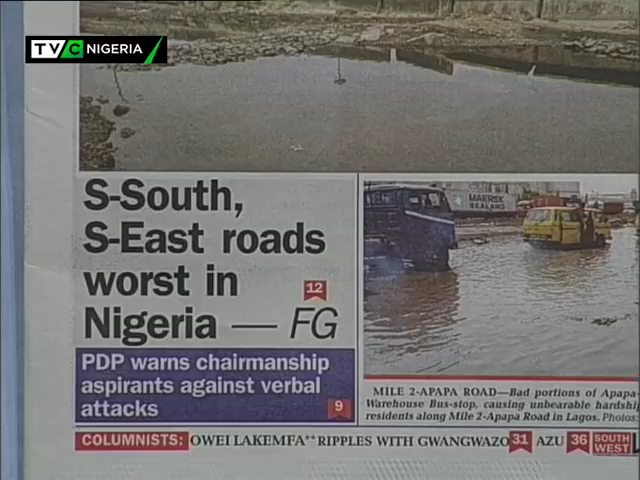 TVC NIGERIA
MAERSK
SEALAND
S-South,
S-East roads
worst in
12
Nigeria — FG
PDP warns chairmanship
aspirants against verbal
attacks
9
MILE 2-APAPA ROAD—Bad portions of Apapa-
Warehouse Bus-stop, causing unbearable hardship
residents along Mile 2-Apapa Road in Lagos. Photos:
COLUMNISTS: OWEI LAKEMFA**RIPPLES WITH GWANGWAZO 31 AZU 36 SOUTH
WEST